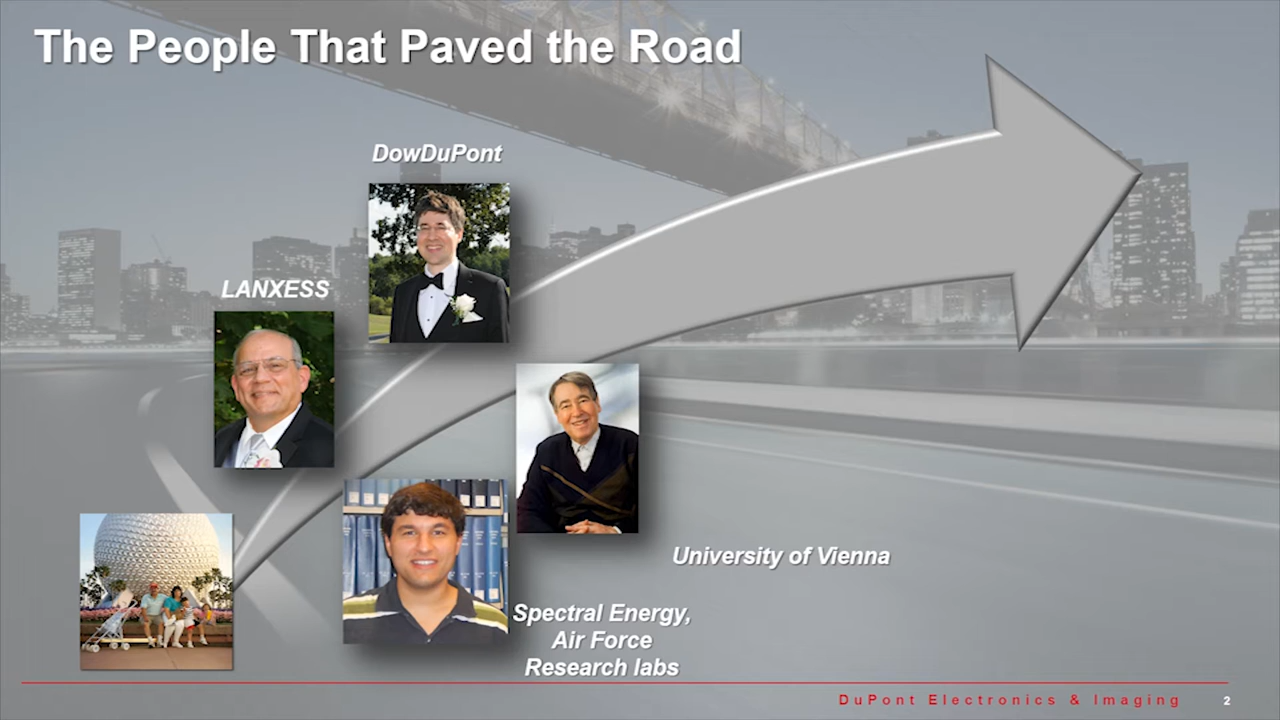 The People That Paved the Road
DowDuPont
LANXESS
University of Vienna
Spectral Energy,
Air Force
Research labs
DuPont Electronics & Imaging
2